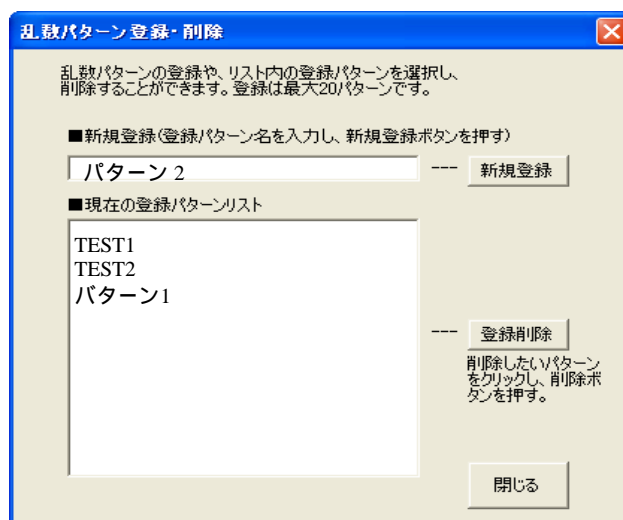 乱数パターン登録・削除
乱数パターンの登録や、リスト内の登録パターンを選択し、
削除することができます。登録は最大20パターンです。
■新規登録(登録パターン名を入力し、新規登録ボタンを押す)
パターン 2
---
新規登録
■現在の登録パターンリスト
TEST1
TEST2
パターン1
---
登録削除
削除したいパターン
をクリックし、削除ボ
タンを押す。
閉じる